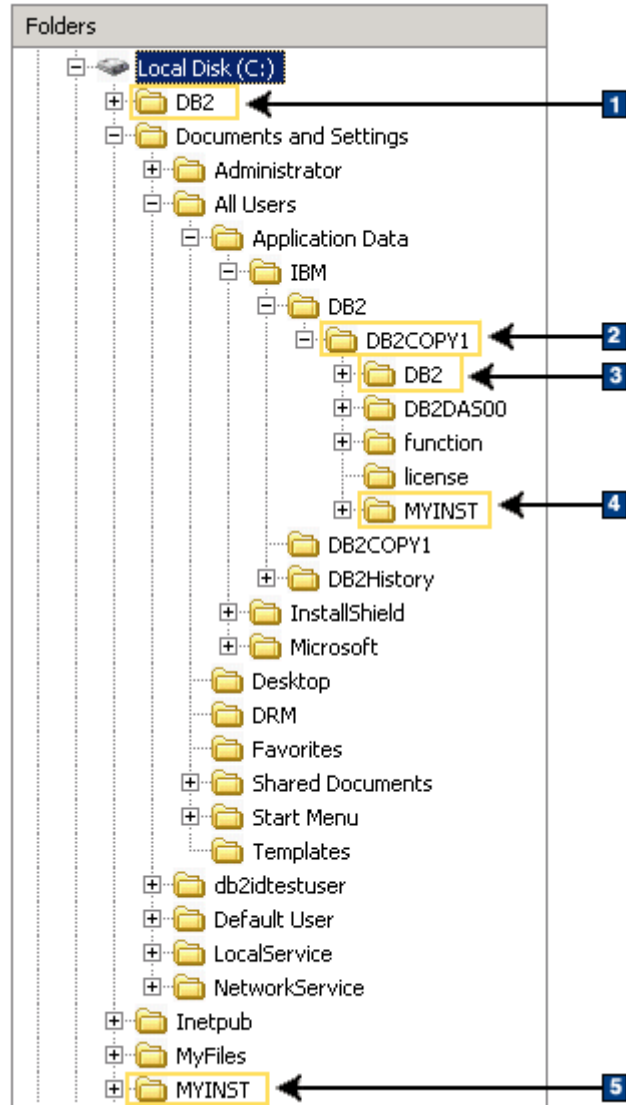 Folders
Local Disk (C:)
DB2 1
Documents and Settings
Administrator
All Users
Application Data
IBM
DB2
DB2COPY1 2
DB2 3
DB2DAS00
function
license
MYINST 4
DB2COPY1
DB2History
InstallShield
Microsoft
Desktop
DRM
Favorites
Shared Documents
Start Menu
Templates
db2idtestuser
Default User
LocalService
NetworkService
Inetpub
MyFiles
MYINST 5